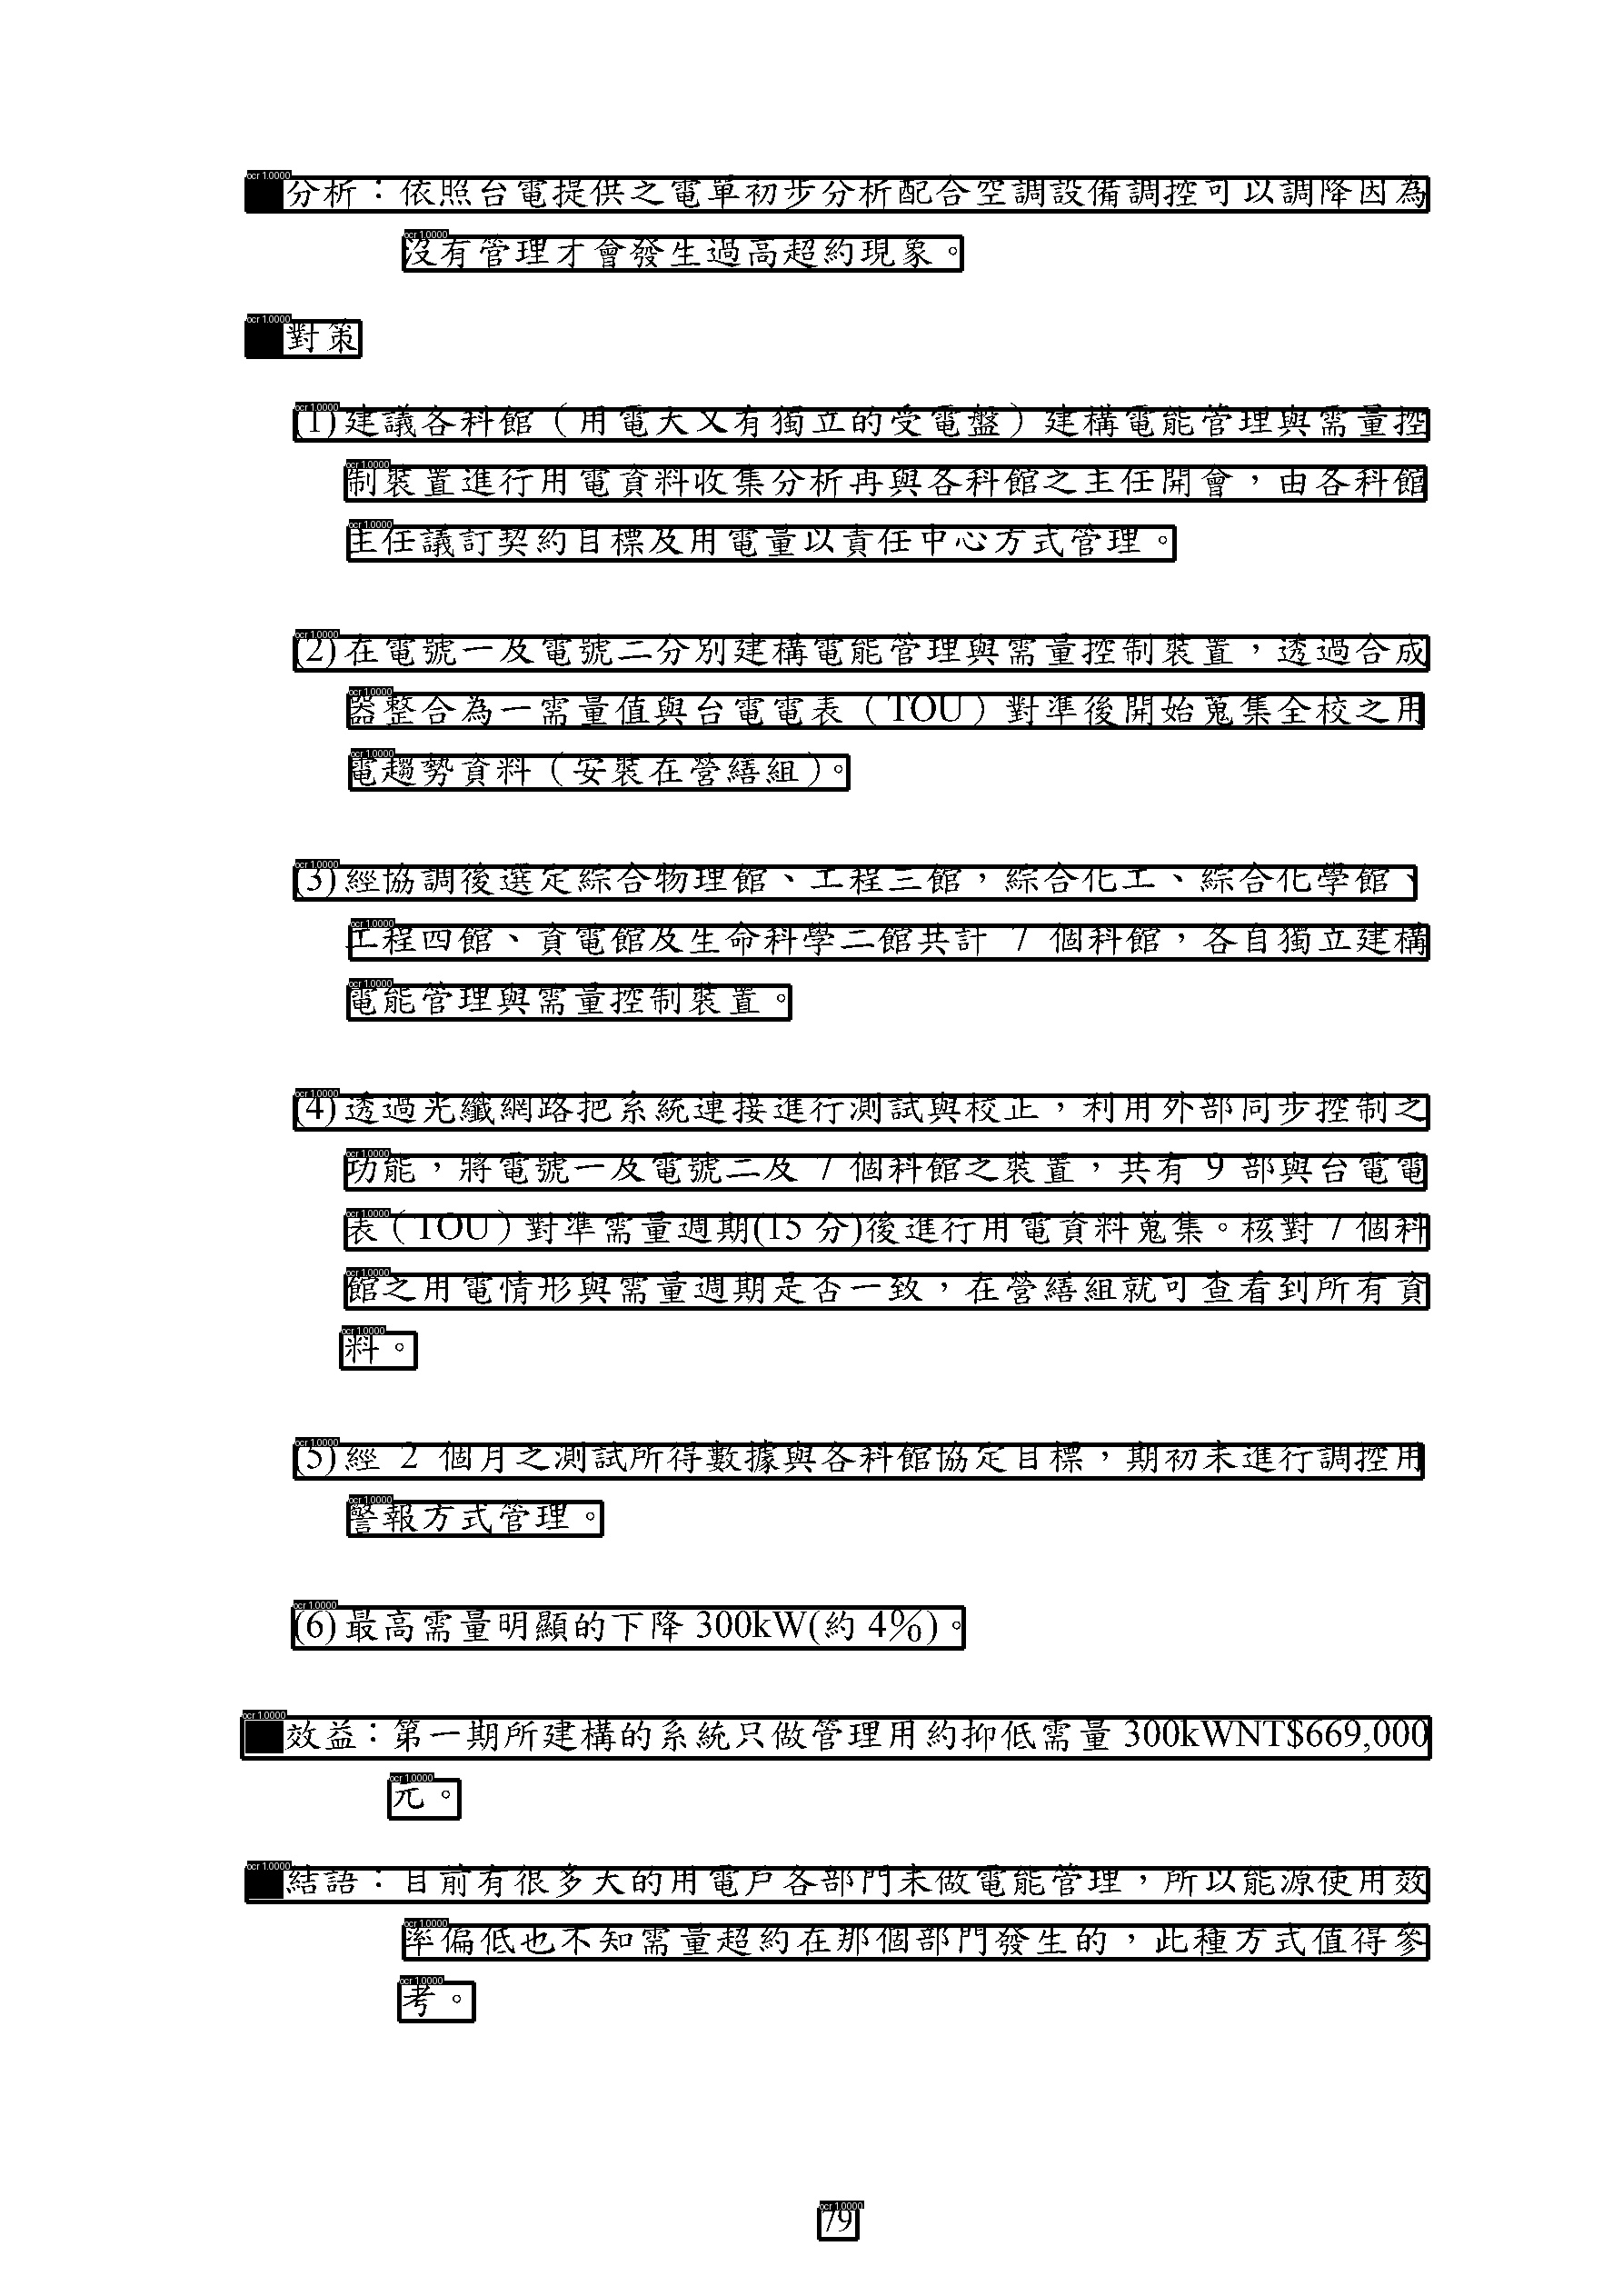 ■分析：依照台電提供之電單初步分析配合空調設備調控可以調降因為
沒有管理才會發生過高超約現象。
■對策
(1)建議各科館（用電大又有獨立的受電盤）建構電能管理與需量控
制裝置進行用電資料收集分析再與各科館之主任開會，由各科館
主任議訂契約目標及用電量以責任中心方式管理。
(2)在電號一及電號二分別建構電能管理與需量控制裝置，透過合成
器整合為一需量值與台電電表（TOU）對準後開始蒐集全校之用
電趨勢資料（安裝在營繕組）。
(3)經協調後選定綜合物理館、工程三館，綜合化工、綜合化學館、
工程四館、資電館及生命科學二館共計 7 個科館，各自獨立建構
電能管理與需量控制裝置。
(4)透過光纖網路把系統連接進行測試與校正，利用外部同步控制之
功能，將電號一及電號二及 7 個科館之裝置，共有 9 部與台電電
表（TOU）對準需量週期(15 分)後進行用電資料蒐集。核對 7 個科
館之用電情形與需量週期是否一致，在營繕組就可查看到所有資
料。
(5)經 2 個月之測試所得數據與各科館協定目標，期初未進行調控用
警報方式管理。
(6)最高需量明顯的下降 300kW(約 4％)。
■效益：第一期所建構的系統只做管理用約抑低需量 300kWNT$669,000
元。
■結語：目前有很多大的用電戶各部門未做電能管理，所以能源使用效
率偏低也不知需量超約在那個部門發生的，此種方式值得參
考。
79